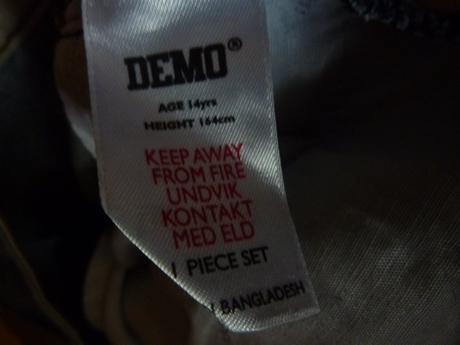 DEMO®
AGE 14yrs
HEIGHT 164cm
KEEP AWAY
FROM FIRE
UNDVIK
KONTAKT
MED ELD
1 PIECE SET
BANGLADESH